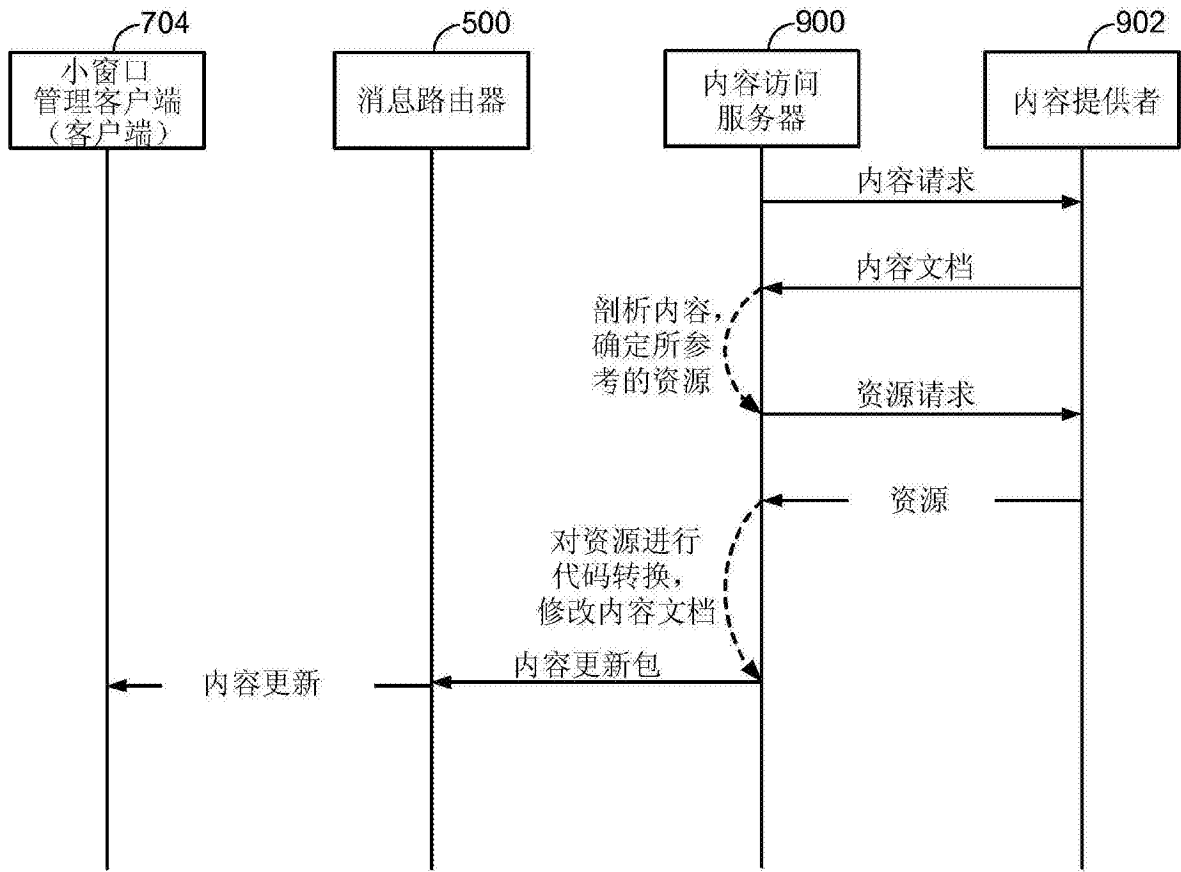 704
500
900
902
小窗口
管理客户端
（客户端）
消息路由器
内容访问
服务器
内容提供者
内容请求
内容文档
剖析内容，
确定所参
考的资源
资源请求
资源
对资源进行
代码转换，
修改内容文档
内容更新包
内容更新